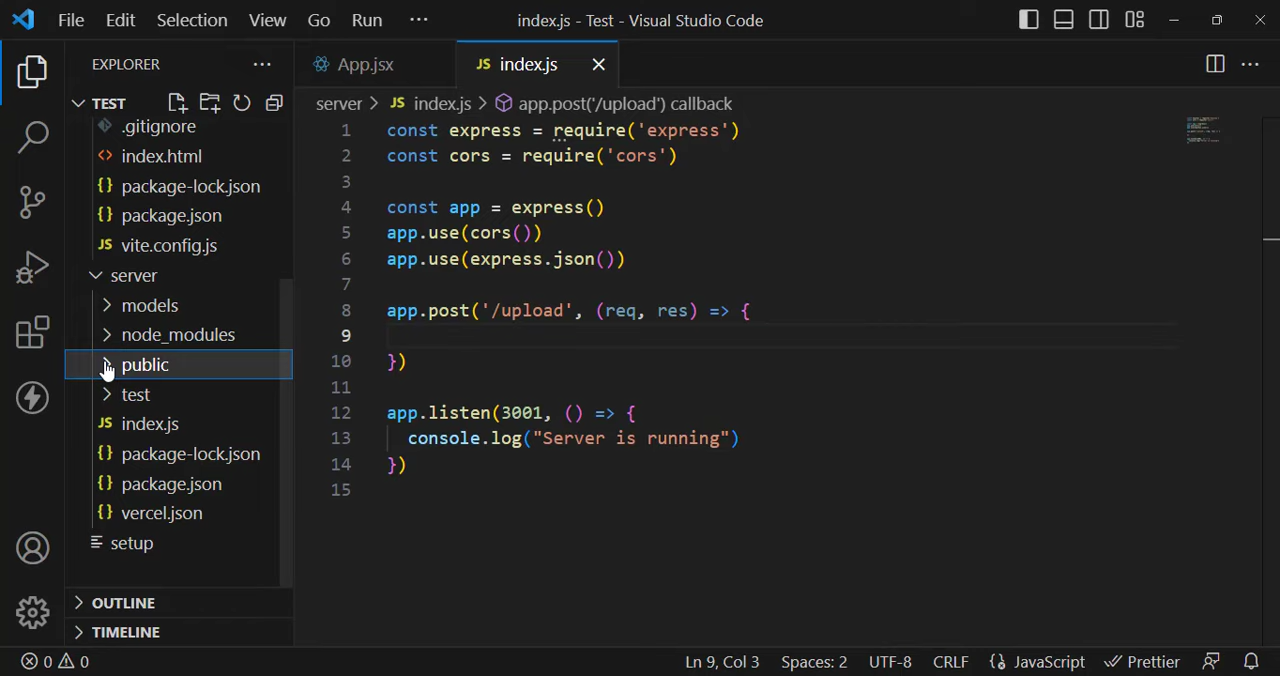 File Edit Selection View Go Run ··· index.js - Test - Visual Studio Code
EXPLORER ···
App.jsx
JS index.js
TEST
server > JS index.js > app.post('/upload') callback
.gitignore
<> index.html
{} package-lock.json
{} package.json
JS vite.config.js
server
models
node_modules
public
test
JS index.js
{} package-lock.json
{} package.json
{} vercel.json
setup
OUTLINE
TIMELINE
1 const express = require('express')
2 const cors = require('cors')
3
4 const app = express()
5 app.use(cors())
6 app.use(express.json())
7
8 app.post('/upload', (req, res) => {
9
10 })
11
12 app.listen(3001, () => {
13 console.log("Server is running")
14 })
15
0 0 Ln 9, Col 3 Spaces: 2 UTF-8 CRLF {} JavaScript Prettier